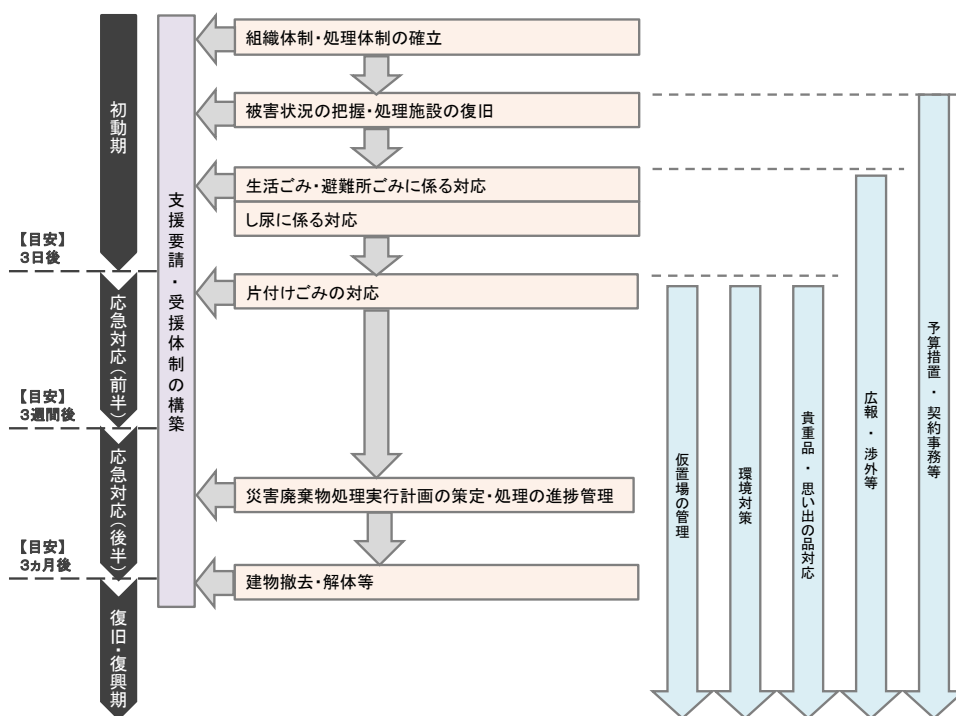 初動期
【目安】
3日後
応急対応(前半)
【目安】
3週間後
応急対応(後半)
【目安】
3ヵ月後
復旧・復興期
支援要請・受援体制の構築
組織体制・処理体制の確立
被害状況の把握・処理施設の復旧
生活ごみ・避難所ごみに係る対応
し尿に係る対応
片付けごみの対応
災害廃棄物処理実行計画の策定・処理の進捗管理
建物撤去・解体等
仮置場の管理
環境対策
貴重品・思い出の品対応
広報・渉外等
予算措置・契約事務等